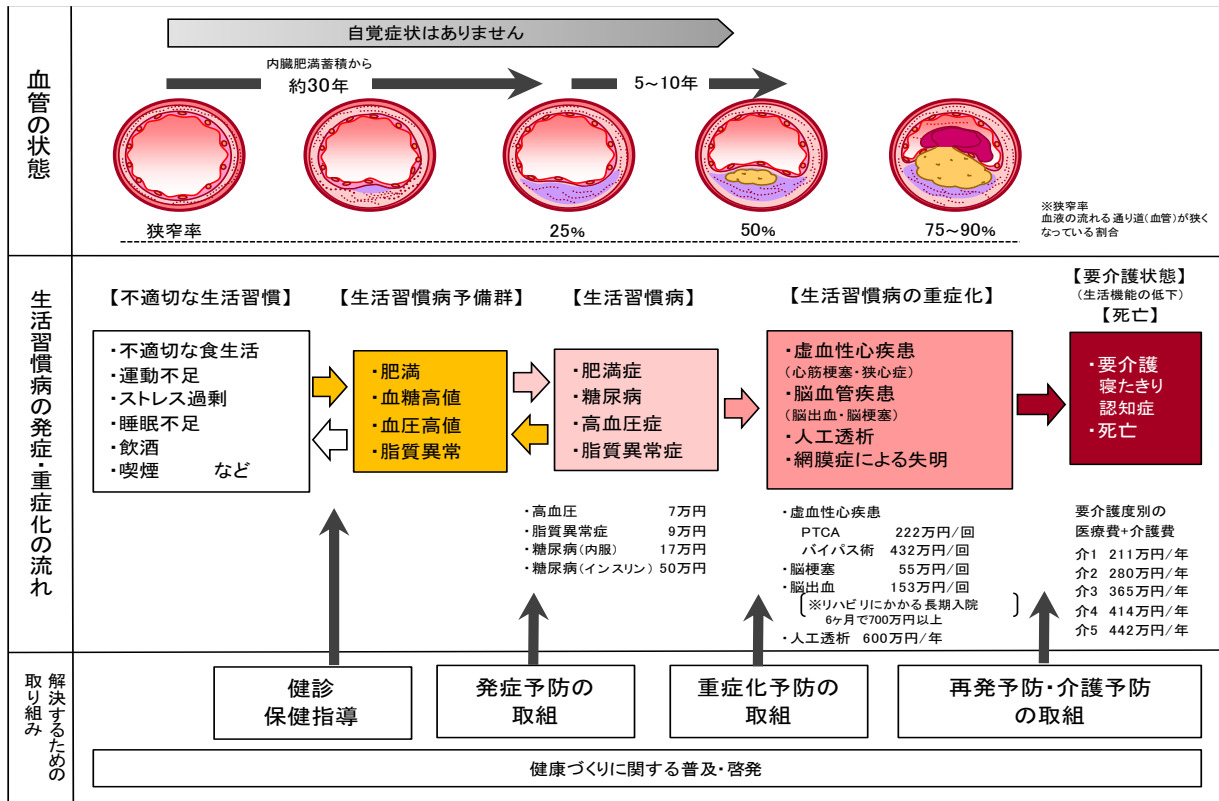 血管の状態
自覚症状はありません
内臓肥満蓄積から
約30年
5～10年
狭窄率
25%
50%
75～90%
※狭窄率
血液の流れる通り道(血管)が狭く
なっている割合
生活習慣病の発症・重症化の流れ
【不適切な生活習慣】
・不適切な食生活
・運動不足
・ストレス過剰
・睡眠不足
・飲酒
・喫煙 など
【生活習慣病予備群】
・肥満
・血糖高値
・血圧高値
・脂質異常
【生活習慣病】
・肥満症
・糖尿病
・高血圧症
・脂質異常症
・高血圧 7万円
・脂質異常症 9万円
・糖尿病(内服) 17万円
・糖尿病(インスリン) 50万円
【生活習慣病の重症化】
・虚血性心疾患
(心筋梗塞・狭心症)
・脳血管疾患
(脳出血・脳梗塞)
・人工透析
・網膜症による失明
・虚血性心疾患
PTCA 222万円/回
バイパス術 432万円/回
・脳梗塞 55万円/回
・脳出血 153万円/回
※リハビリにかかる長期入院
6ヶ月で700万円以上
・人工透析 600万円/年
【要介護状態】
(生活機能の低下)
【死亡】
・要介護
寝たきり
認知症
・死亡
要介護度別の
医療費+介護費
介1 211万円/年
介2 280万円/年
介3 365万円/年
介4 414万円/年
介5 442万円/年
解決するための
取り組み
健診
保健指導
発症予防の
取組
重症化予防の
取組
再発予防・介護予防
の取組
健康づくりに関する普及・啓発